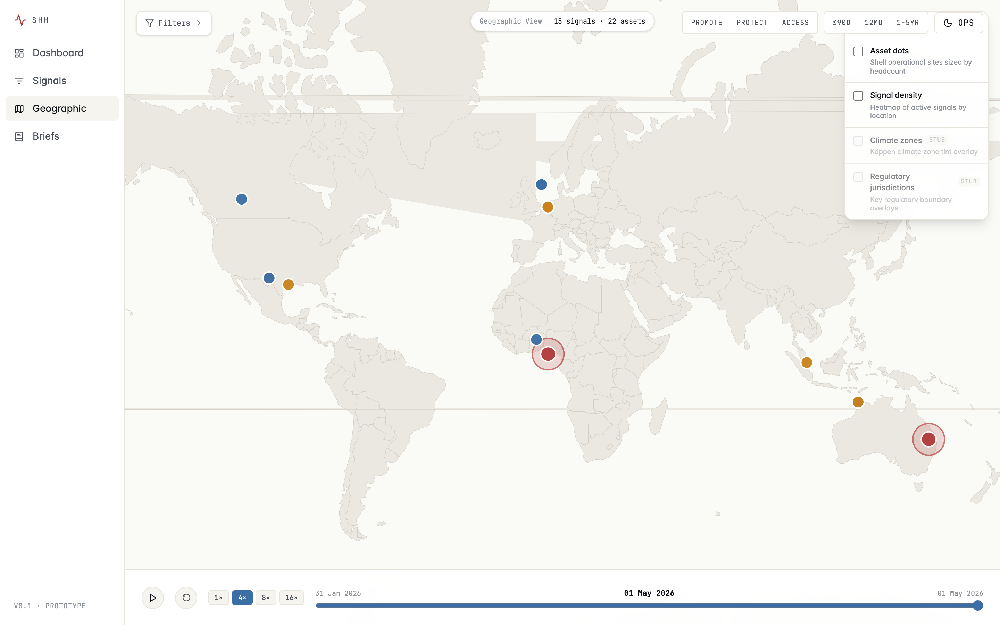 SHH
Dashboard
Signals
Geographic
Briefs
V0.1 · PROTOTYPE
Filters
Geographic View
15 signals · 22 assets
PROMOTE
PROTECT
ACCESS
≤90D
12MO
1-5YR
OPS
Asset dots
Shell operational sites sized by
headcount
Signal density
Heatmap of active signals by
location
Climate zones
STUB
Köppen climate zone tint overlay
Regulatory
jurisdictions
STUB
Key regulatory boundary
overlays
1×
4×
8×
16×
31 Jan 2026
01 May 2026
01 May 2026